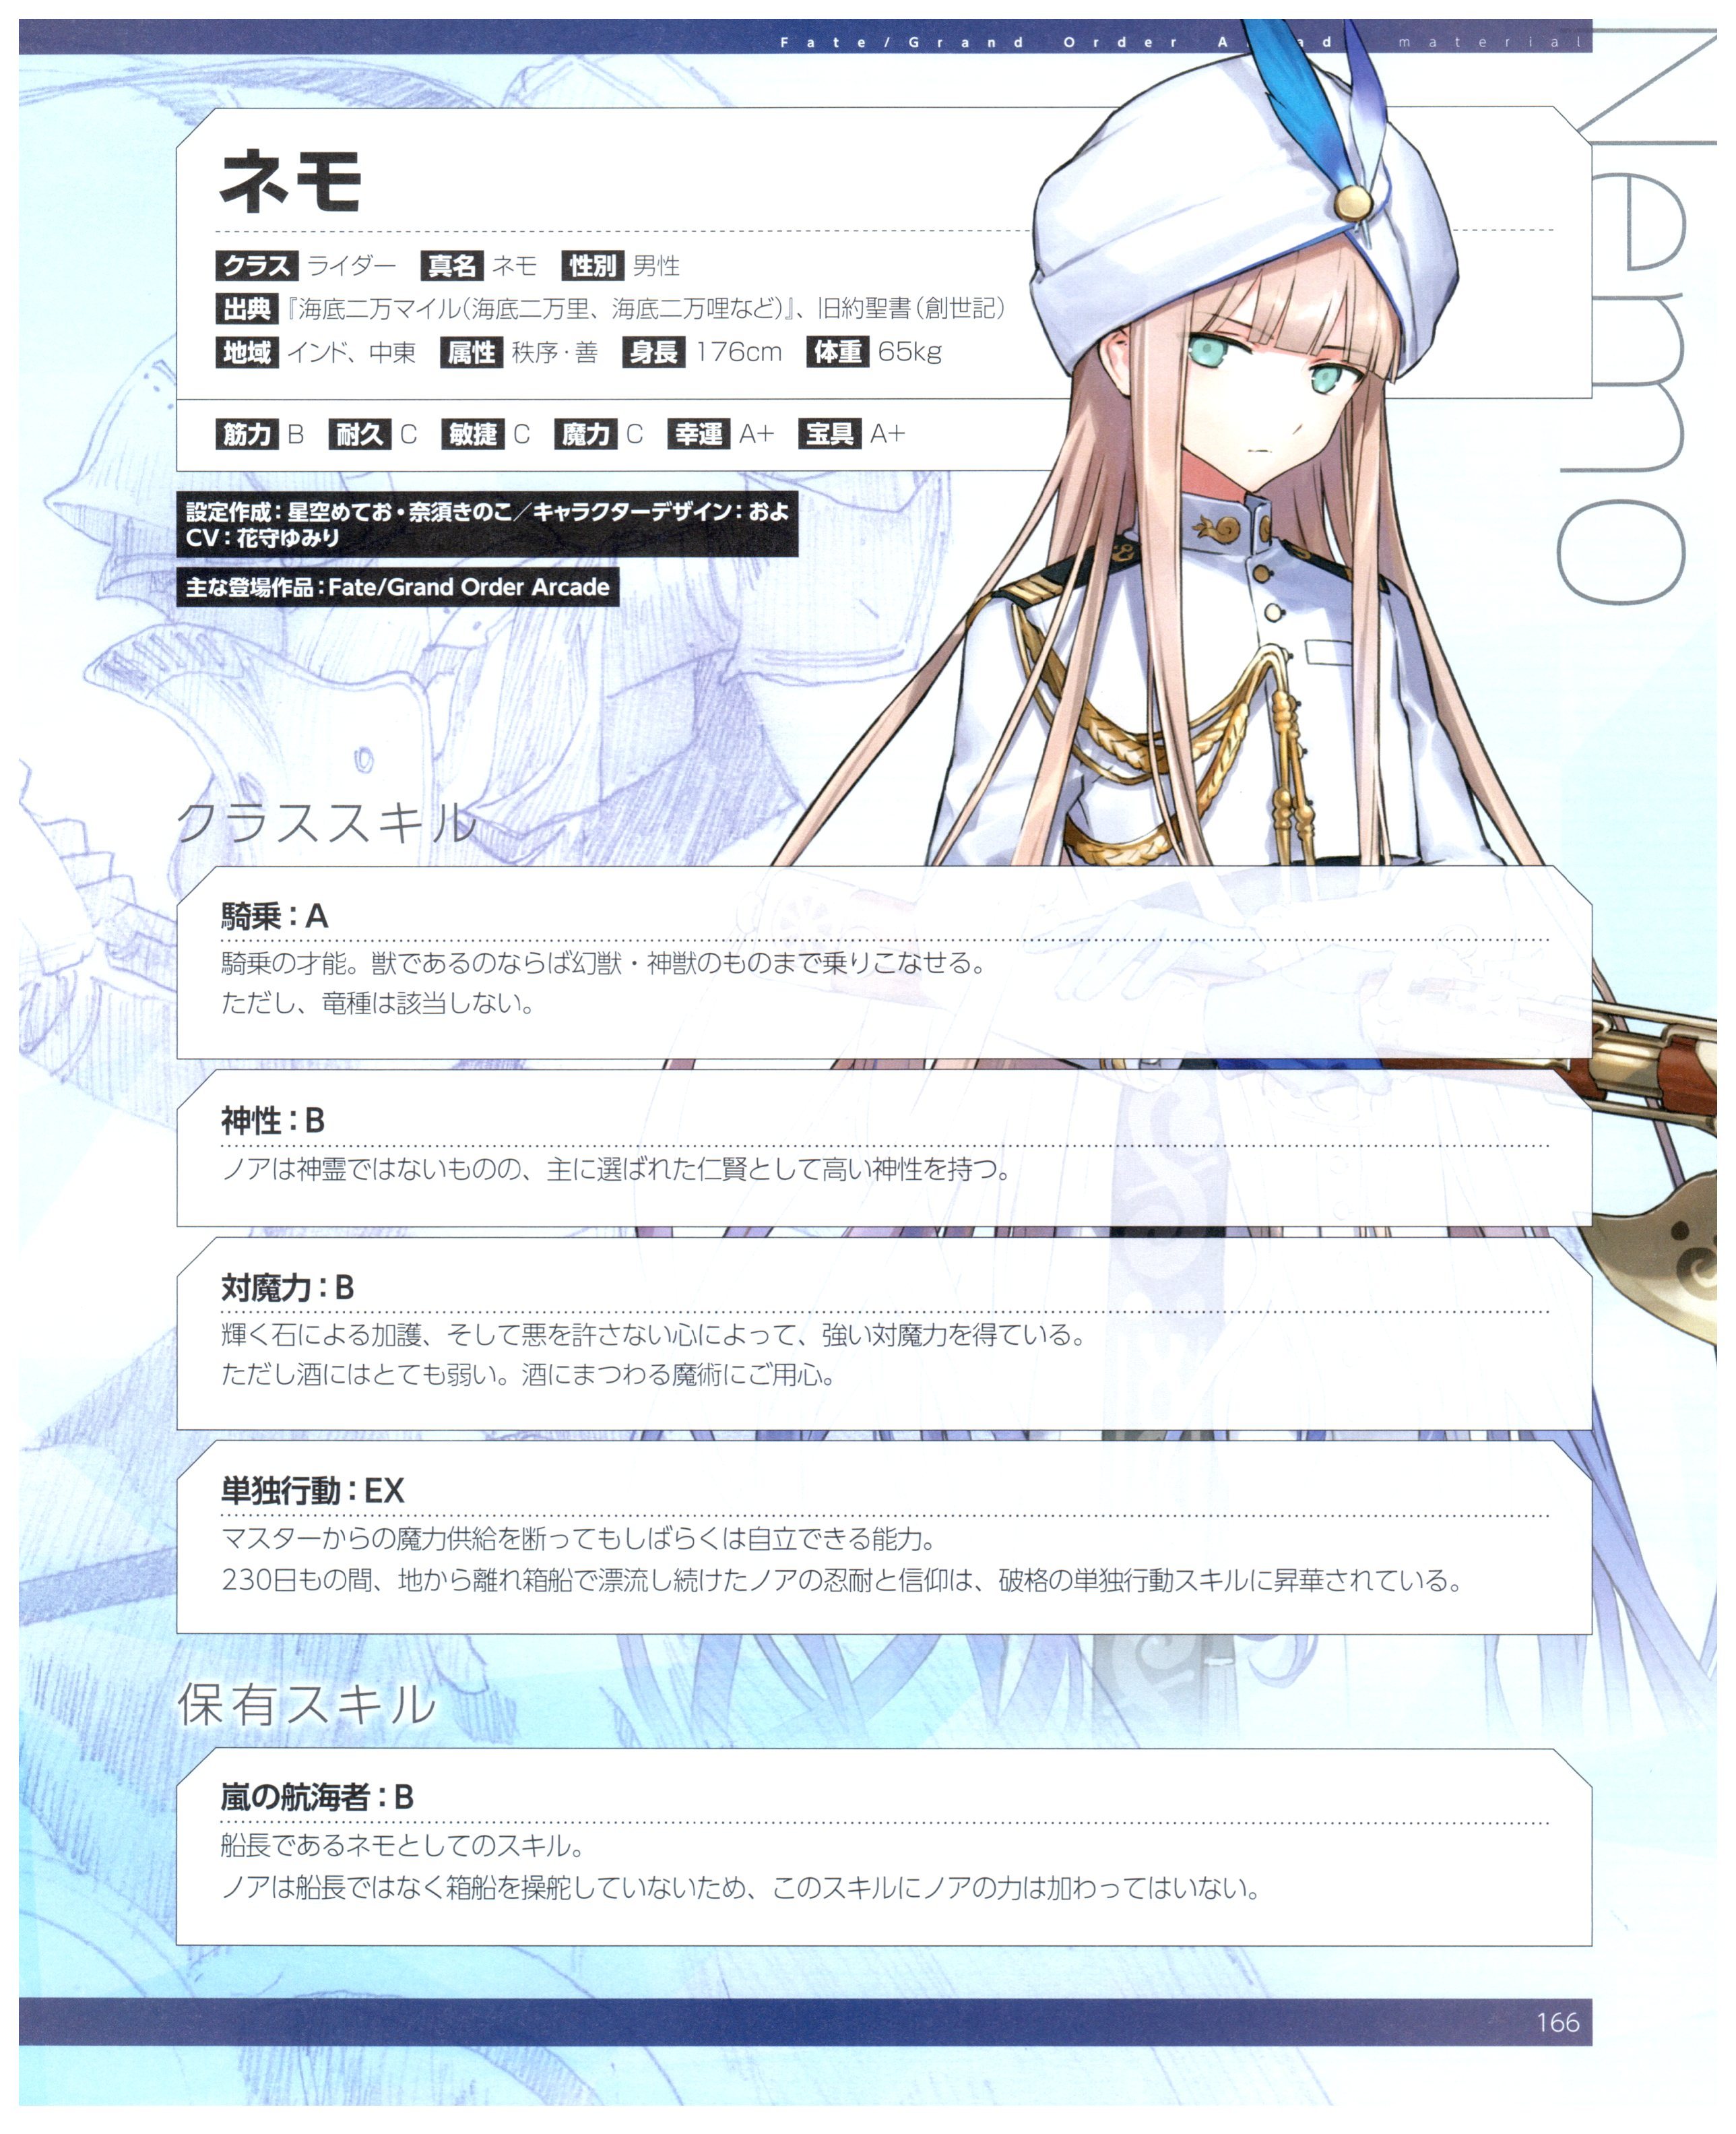 Fate/Grand Order A nd material
Nemo
ネモ
クラス ライダー 真名 ネモ 性別 男性
出典 『海底二万マイル(海底二万里、海底二万哩など)』、旧約聖書(創世記)
地域 インド、中東 属性 秩序・善 身長 176cm 体重 65kg
筋力 B 耐久 C 敏捷 C 魔力 C 幸運 A+ 宝具 A+
設定作成:星空めてお・奈須きのこ/キャラクターデザイン:およ
CV:花守ゆみり
主な登場作品:Fate/Grand Order Arcade
クラススキル
騎乗:A
騎乗の才能。獣であるのならば幻獣・神獣のものまで乗りこなせる。
ただし、竜種は該当しない。
神性:B
ノアは神霊ではないものの、主に選ばれた仁賢として高い神性を持つ。
対魔力:B
輝く石による加護、そして悪を許さない心によって、強い対魔力を得ている。
ただし酒にはとても弱い。酒にまつわる魔術にご用心。
単独行動:EX
マスターからの魔力供給を断ってもしばらくは自立できる能力。
230日もの間、地から離れ箱船で漂流し続けたノアの忍耐と信仰は、破格の単独行動スキルに昇華されている。
保有スキル
嵐の航海者:B
船長であるネモとしてのスキル。
ノアは船長ではなく箱船を操舵していないため、このスキルにノアの力は加わってはいない。
166